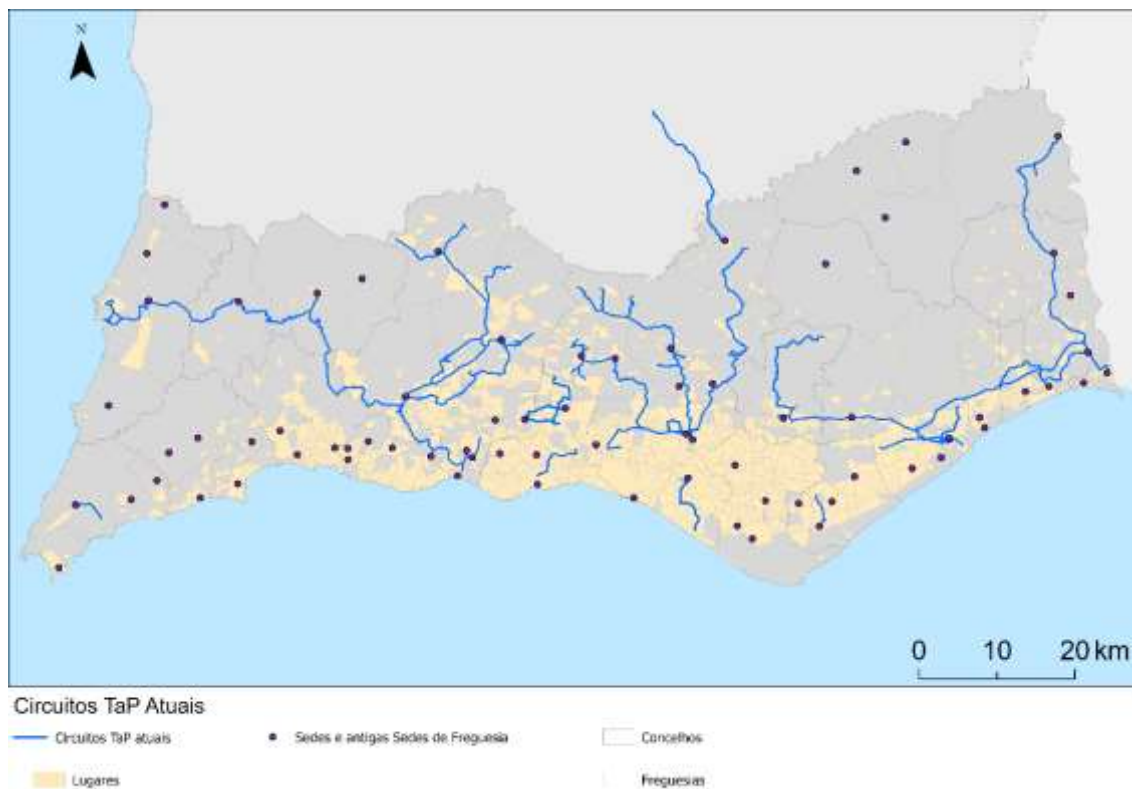 N
0 10 20 km
Circuitos TaP Atuais
Circuitos TaP atuais Sedes e antigas Sedes de Freguesia Concelhos
Lugares Freguesias